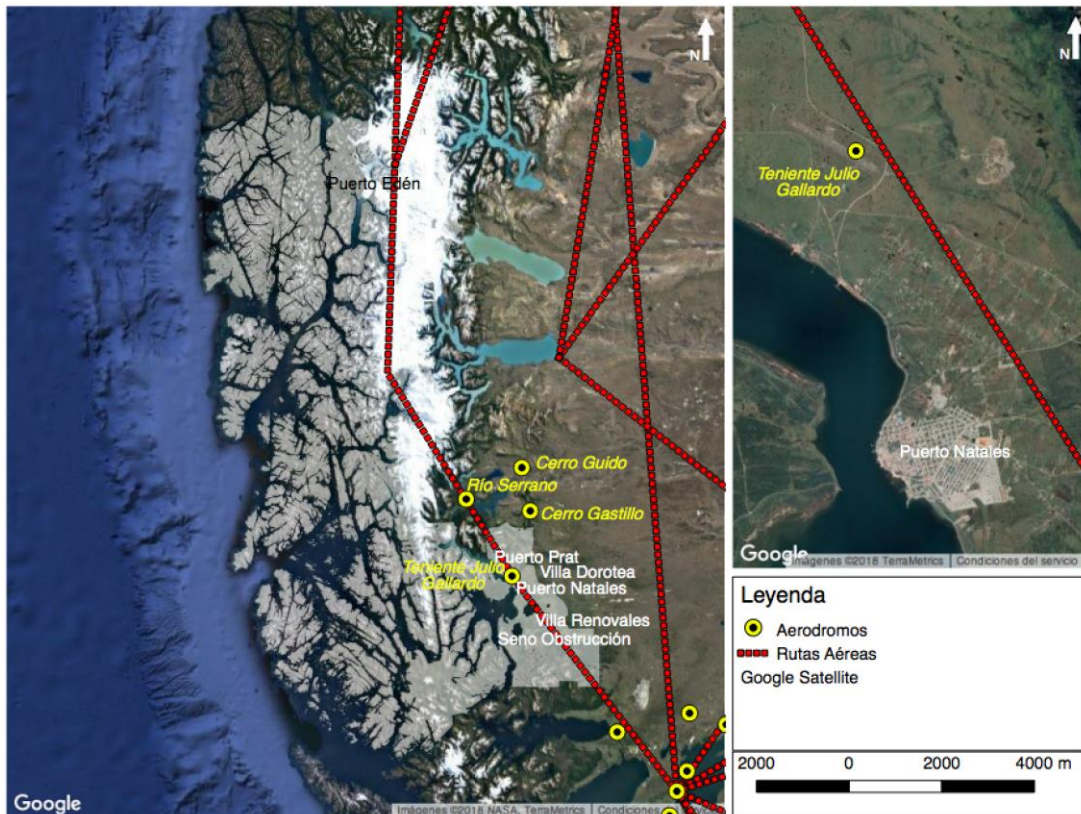 N
Puerto Edén
Cerro Guido
Río Serrano
Cerro Gastillo
Puerto Prat
Teniente Julio
Gallardo
Villa Dorotea
Puerto Natales
Villa Renovales
Seno Obstrucción
Google
Imágenes ©2018 NASA, TerraMetrics | Condiciones del servicio
N
Teniente Julio
Gallardo
Puerto Natales
Google
Imágenes ©2018 TerraMetrics | Condiciones del servicio
Leyenda
Aerodromos
Rutas Aéreas
Google Satellite
2000 0 2000 4000 m